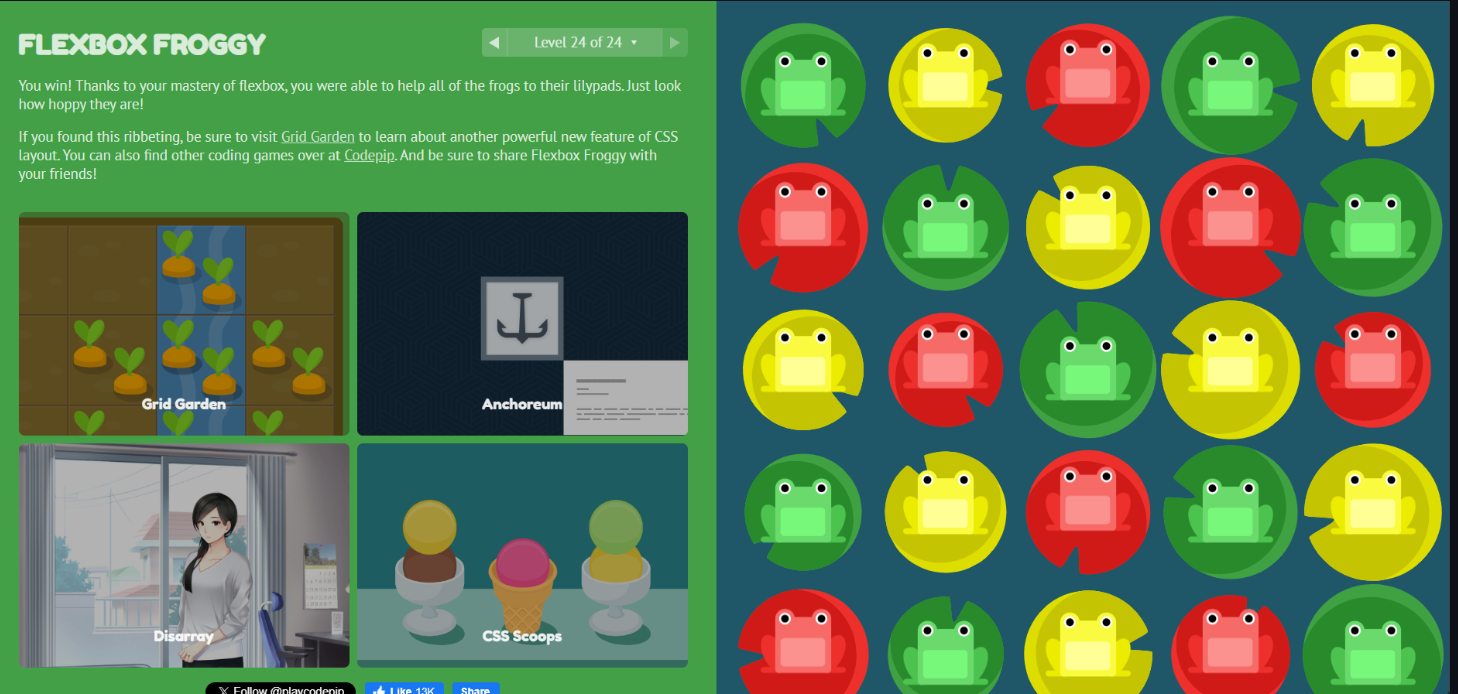 FLEXBOX FROGGY
Level 24 of 24
You win! Thanks to your mastery of flexbox, you were able to help all of the frogs to their lilypads. Just look
how hoppy they are!
If you found this ribbeting, be sure to visit Grid Garden to learn about another powerful new feature of CSS
layout. You can also find other coding games over at Codepip. And be sure to share Flexbox Froggy with
your friends!
Grid Garden
Anchoreum
Disarray
CSS Scoops
X Follow @playcodepip
Like 13K
Share